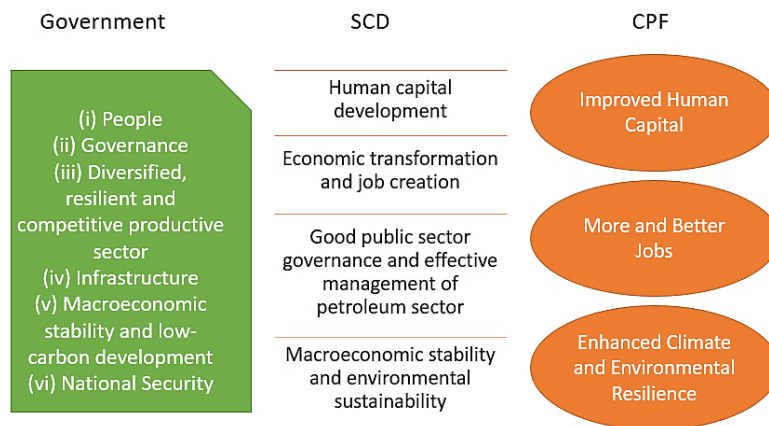 Government
SCD
CPF
(i) People
(ii) Governance
(iii) Diversified,
resilient and
competitive productive
sector
(iv) Infrastructure
(v) Macroeconomic
stability and low-
carbon development
(vi) National Security
Human capital
development
Economic transformation
and job creation
Good public sector
governance and effective
management of
petroleum sector
Macroeconomic stability
and environmental
sustainability
Improved Human
Capital
More and Better
Jobs
Enhanced Climate
and Environmental
Resilience